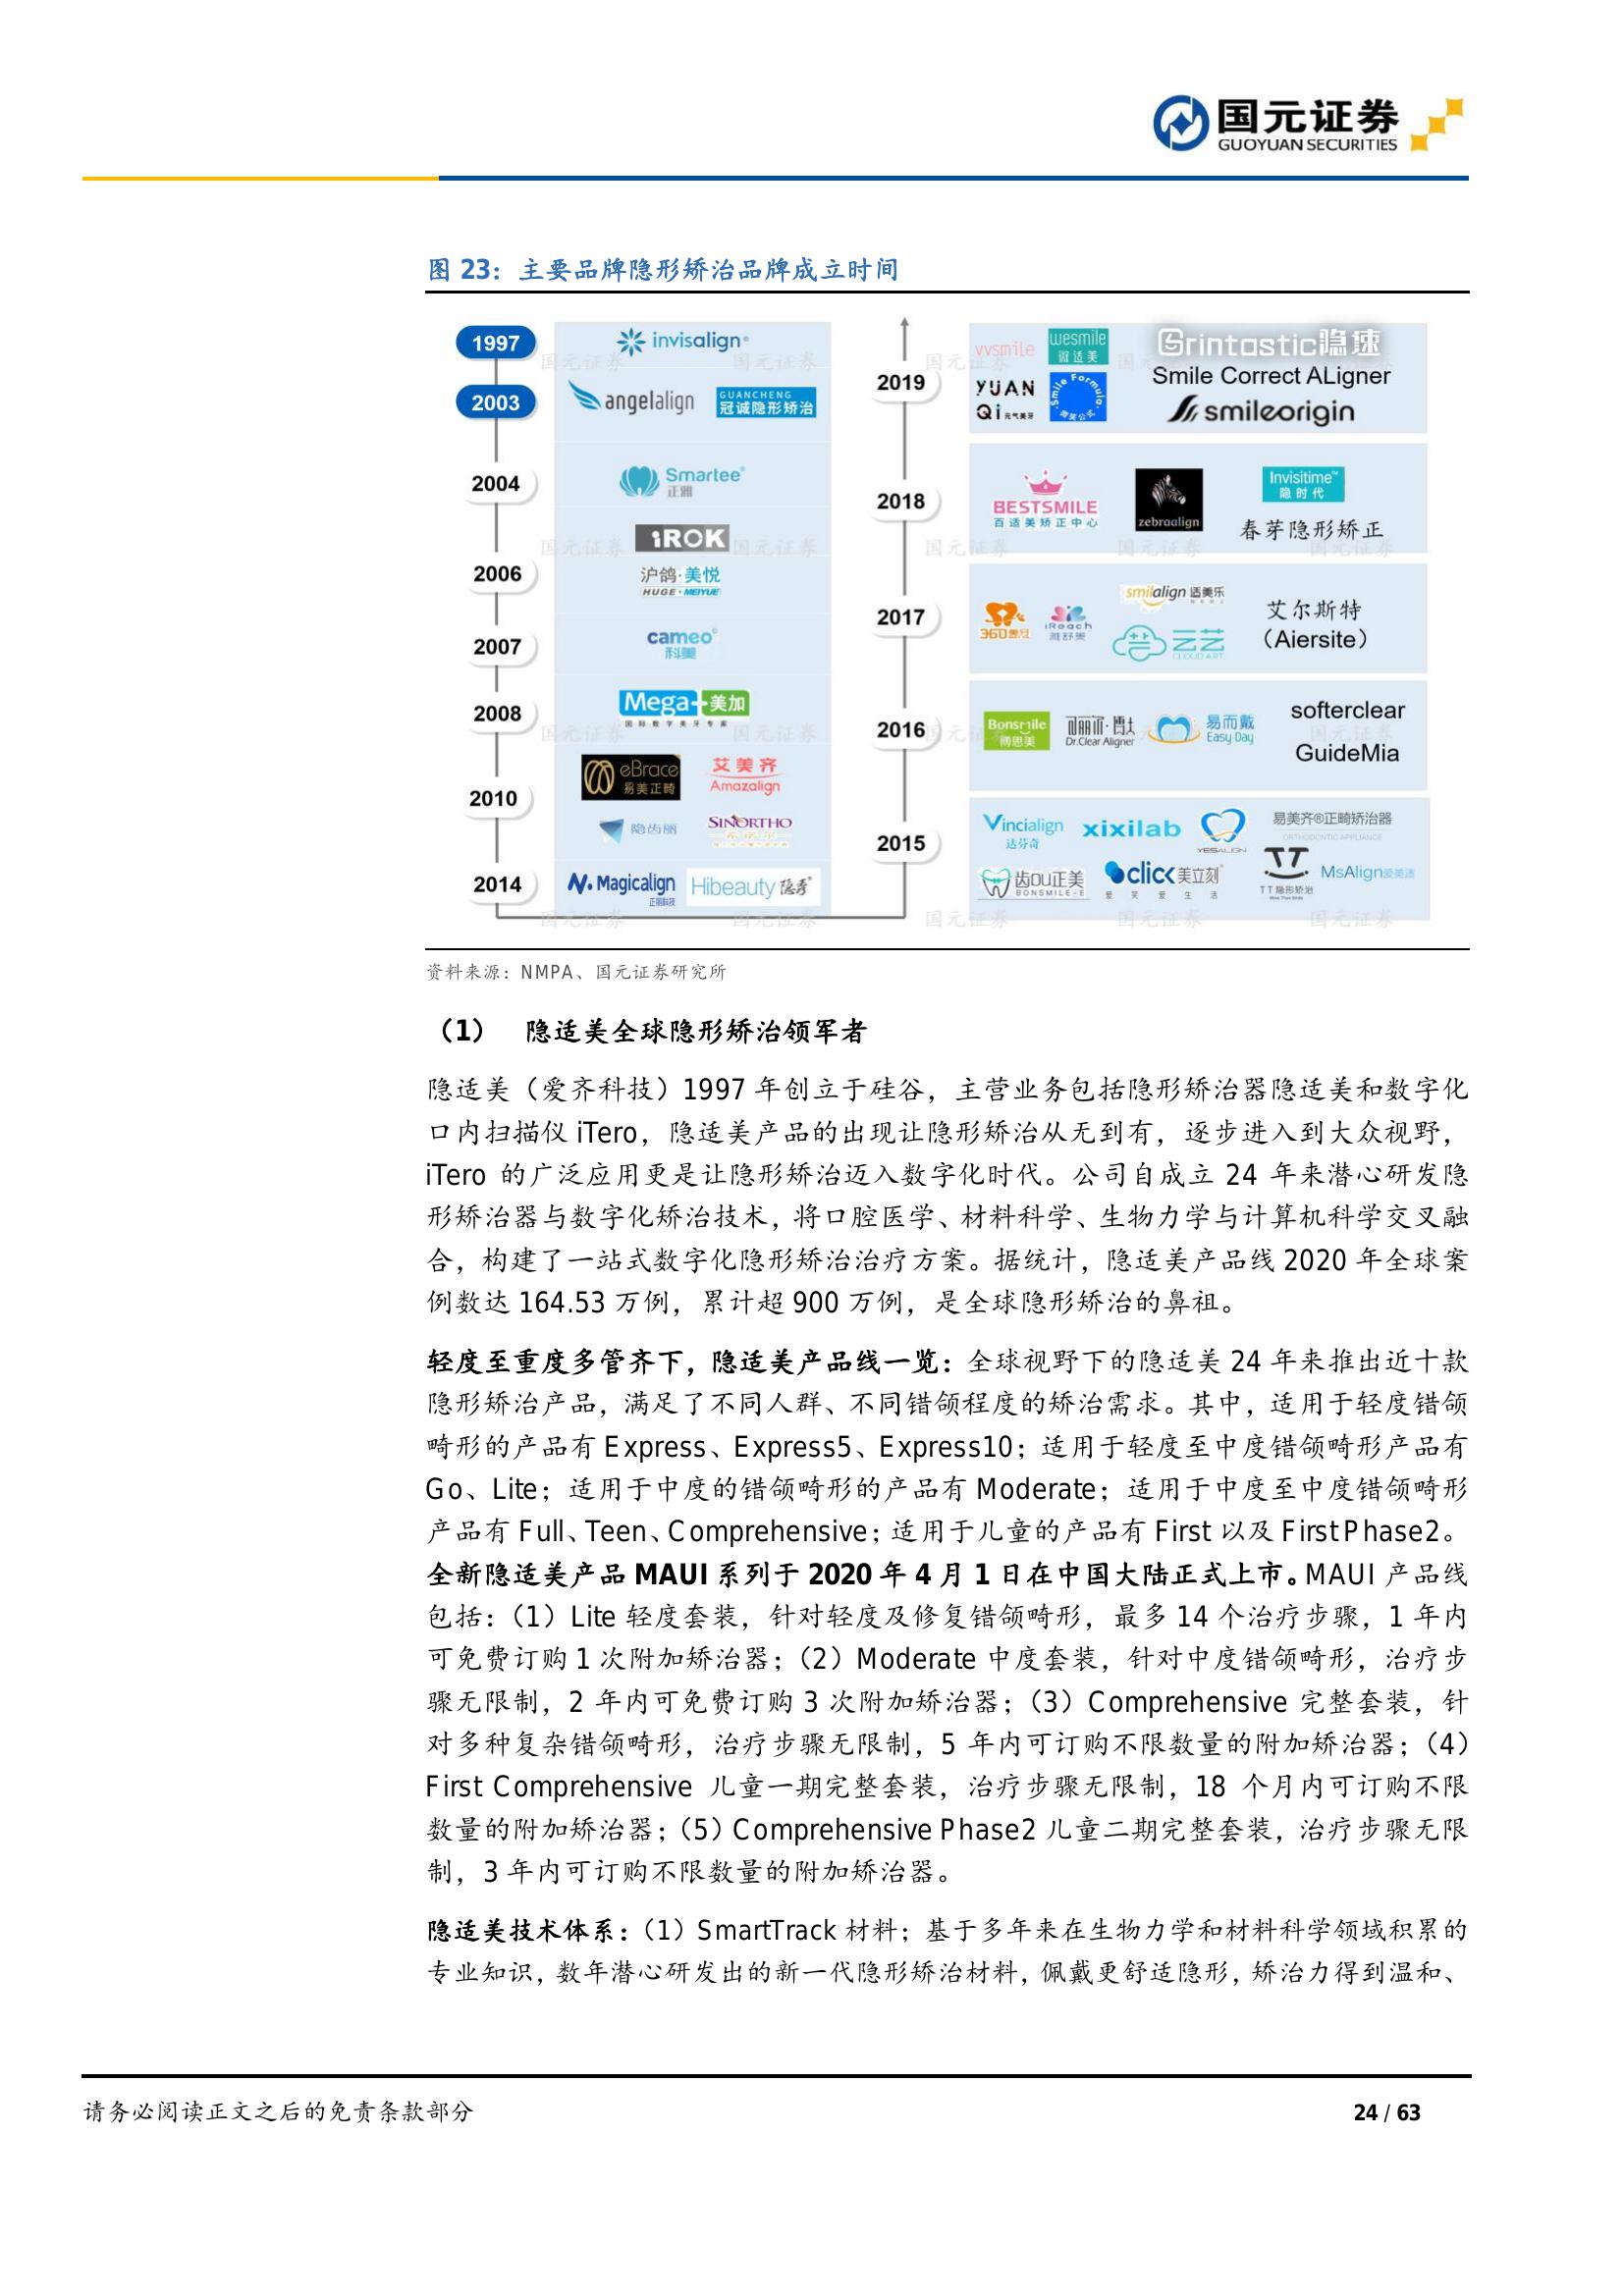 国元证券
GUOYUAN SECURITIES
图 23：主要品牌隐形矫治品牌成立时间
1997
invisalign
2003
angelalign
GUANCHENG
冠诚隐形矫治
2004
Smartee
正雅
iROK
2006
沪鸽·美悦
HUGE·MEIYUE
2007
cameo
科美
2008
Mega+美加
国际数字美牙专家
2010
eBrace
易美正畸
艾美齐
Amazalign
隐齿丽
SINORTHO
2014
Magicalign
正丽科技
Hibeauty隐秀
2019
vvsmile
wesmile
微适美
YUAN
Qi元气美牙
Smile Formula
微笑公式
Grintastic隐速
Smile Correct ALigner
smileorigin
2018
BESTSMILE
百适美矫正中心
zebraalign
Invisitime™
隐时代
春芽隐形矫正
2017
iReach
smilalign 适美乐
云艺
CLOUD ART
艾尔斯特
（Aiersite）
2016
Bonsmile
可丽尔·博士
Dr.Clear Aligner
易而戴
Easy Day
softerclear
GuideMia
2015
Vincialign
达芬奇
xixilab
YESALIGN
易美齐®正畸矫治器
ORTHODONTIC APPLIANCE
齿DU正美
BONSMILE-E
click美立刻
爱笑爱生活
TT
TT隐形矫治
MsAlign
资料来源：NMPA、国元证券研究所
（1） 隐适美全球隐形矫治领军者
隐适美（爱齐科技）1997 年创立于硅谷，主营业务包括隐形矫治器隐适美和数字化
口内扫描仪 iTero，隐适美产品的出现让隐形矫治从无到有，逐步进入到大众视野，
iTero 的广泛应用更是让隐形矫治迈入数字化时代。公司自成立 24 年来潜心研发隐
形矫治器与数字化矫治技术，将口腔医学、材料科学、生物力学与计算机科学交叉融
合，构建了一站式数字化隐形矫治治疗方案。据统计，隐适美产品线 2020 年全球案
例数达 164.53 万例，累计超 900 万例，是全球隐形矫治的鼻祖。
轻度至重度多管齐下，隐适美产品线一览：全球视野下的隐适美 24 年来推出近十款
隐形矫治产品，满足了不同人群、不同错颌程度的矫治需求。其中，适用于轻度错颌
畸形的产品有 Express、Express5、Express10；适用于轻度至中度错颌畸形产品有
Go、Lite；适用于中度的错颌畸形的产品有 Moderate；适用于中度至中度错颌畸形
产品有 Full、Teen、Comprehensive；适用于儿童的产品有 First 以及 First Phase2。
全新隐适美产品 MAUI 系列于 2020 年 4 月 1 日在中国大陆正式上市。MAUI 产品线
包括：（1）Lite 轻度套装，针对轻度及修复错颌畸形，最多 14 个治疗步骤，1 年内
可免费订购 1 次附加矫治器；（2）Moderate 中度套装，针对中度错颌畸形，治疗步
骤无限制，2 年内可免费订购 3 次附加矫治器；（3）Comprehensive 完整套装，针
对多种复杂错颌畸形，治疗步骤无限制，5 年内可订购不限数量的附加矫治器；（4）
First Comprehensive 儿童一期完整套装，治疗步骤无限制，18 个月内可订购不限
数量的附加矫治器；（5）Comprehensive Phase2 儿童二期完整套装，治疗步骤无限
制，3 年内可订购不限数量的附加矫治器。
隐适美技术体系：（1）SmartTrack 材料；基于多年来在生物力学和材料科学领域积累的
专业知识，数年潜心研发出的新一代隐形矫治材料，佩戴更舒适隐形，矫治力得到温和、
请务必阅读正文之后的免责条款部分
24 / 63